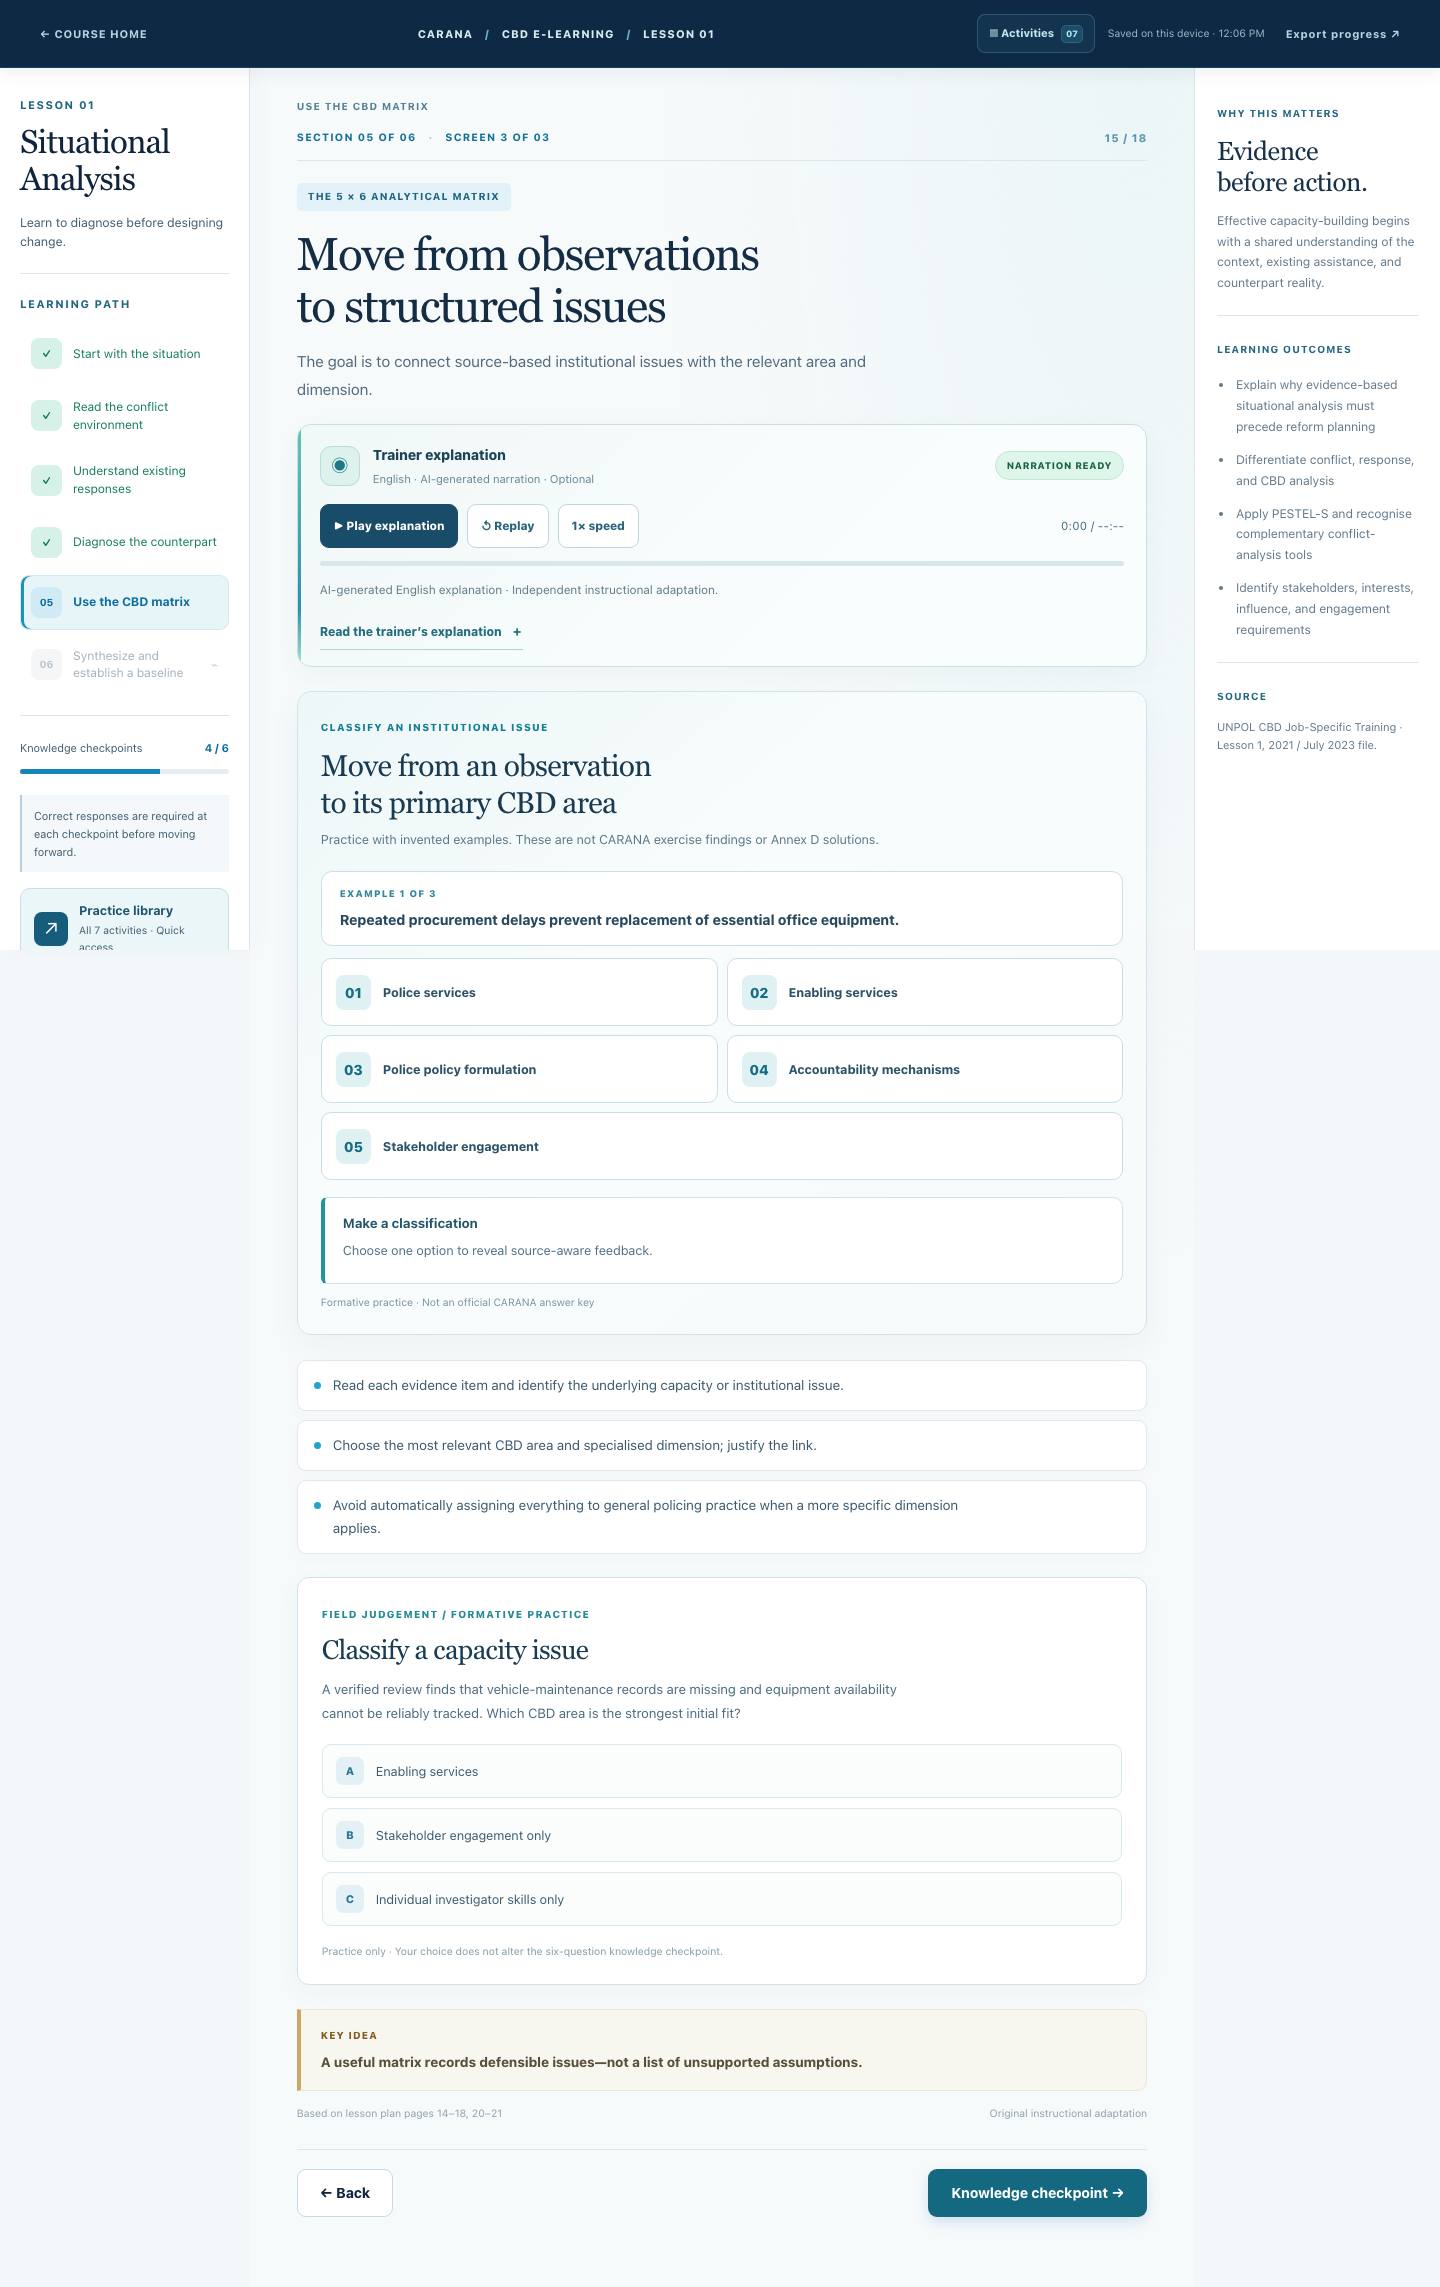 ← COURSE HOME
CARANA / CBD E-LEARNING / LESSON 01
Activities 07
Saved on this device · 12:06 PM
Export progress ↗
LESSON 01
Situational
Analysis
Learn to diagnose before designing
change.
LEARNING PATH
✓ Start with the situation
✓ Read the conflict
environment
✓ Understand existing
responses
✓ Diagnose the counterpart
05 Use the CBD matrix
06 Synthesize and
establish a baseline
Knowledge checkpoints 4 / 6
Correct responses are required at
each checkpoint before moving
forward.
↗ Practice library
All 7 activities · Quick
access
USE THE CBD MATRIX
SECTION 05 OF 06 · SCREEN 3 OF 03
15 / 18
THE 5 × 6 ANALYTICAL MATRIX
Move from observations
to structured issues
The goal is to connect source-based institutional issues with the relevant area and
dimension.
Trainer explanation
English · AI-generated narration · Optional
NARRATION READY
▶ Play explanation
↺ Replay
1× speed
0:00 / --:--
AI-generated English explanation · Independent instructional adaptation.
Read the trainer’s explanation +
CLASSIFY AN INSTITUTIONAL ISSUE
Move from an observation
to its primary CBD area
Practice with invented examples. These are not CARANA exercise findings or Annex D solutions.
EXAMPLE 1 OF 3
Repeated procurement delays prevent replacement of essential office equipment.
01 Police services
02 Enabling services
03 Police policy formulation
04 Accountability mechanisms
05 Stakeholder engagement
Make a classification
Choose one option to reveal source-aware feedback.
Formative practice · Not an official CARANA answer key
Read each evidence item and identify the underlying capacity or institutional issue.
Choose the most relevant CBD area and specialised dimension; justify the link.
Avoid automatically assigning everything to general policing practice when a more specific dimension
applies.
FIELD JUDGEMENT / FORMATIVE PRACTICE
Classify a capacity issue
A verified review finds that vehicle-maintenance records are missing and equipment availability
cannot be reliably tracked. Which CBD area is the strongest initial fit?
A Enabling services
B Stakeholder engagement only
C Individual investigator skills only
Practice only · Your choice does not alter the six-question knowledge checkpoint.
KEY IDEA
A useful matrix records defensible issues—not a list of unsupported assumptions.
Based on lesson plan pages 14–18, 20–21
Original instructional adaptation
← Back
Knowledge checkpoint →
WHY THIS MATTERS
Evidence
before action.
Effective capacity-building begins
with a shared understanding of the
context, existing assistance, and
counterpart reality.
LEARNING OUTCOMES
• Explain why evidence-based
situational analysis must
precede reform planning
• Differentiate conflict, response,
and CBD analysis
• Apply PESTEL-S and recognise
complementary conflict-
analysis tools
• Identify stakeholders, interests,
influence, and engagement
requirements
SOURCE
UNPOL CBD Job-Specific Training ·
Lesson 1, 2021 / July 2023 file.